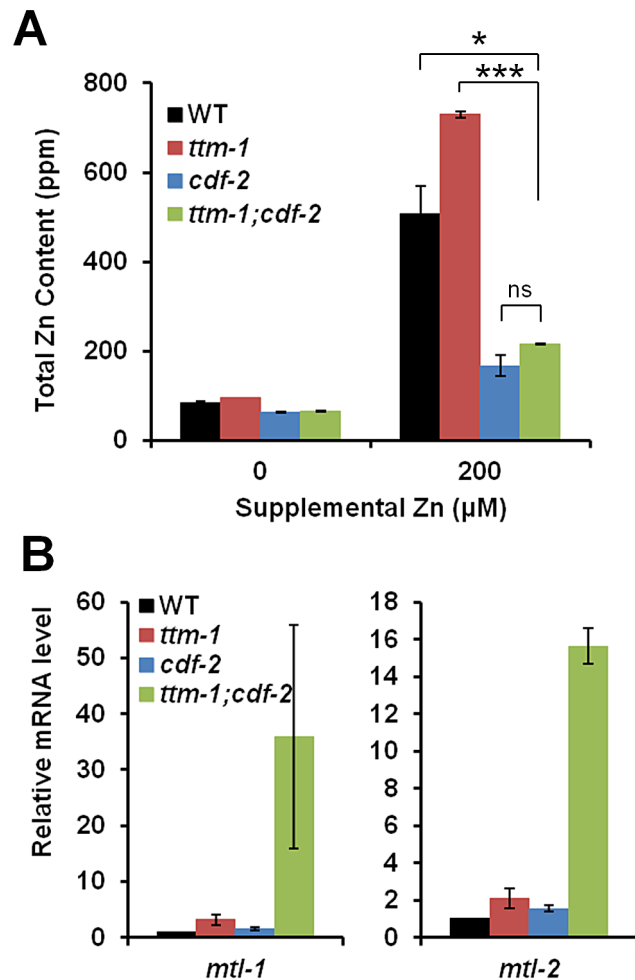 A
*
***
800
600
400
200
0
Total Zn Content (ppm)
WT
ttm-1
cdf-2
ttm-1;cdf-2
ns
0 200
Supplemental Zn (µM)
B
60
50
40
30
20
10
0
Relative mRNA level
WT
ttm-1
cdf-2
ttm-1;cdf-2
mtl-1
18
16
14
12
10
8
6
4
2
0
mtl-2